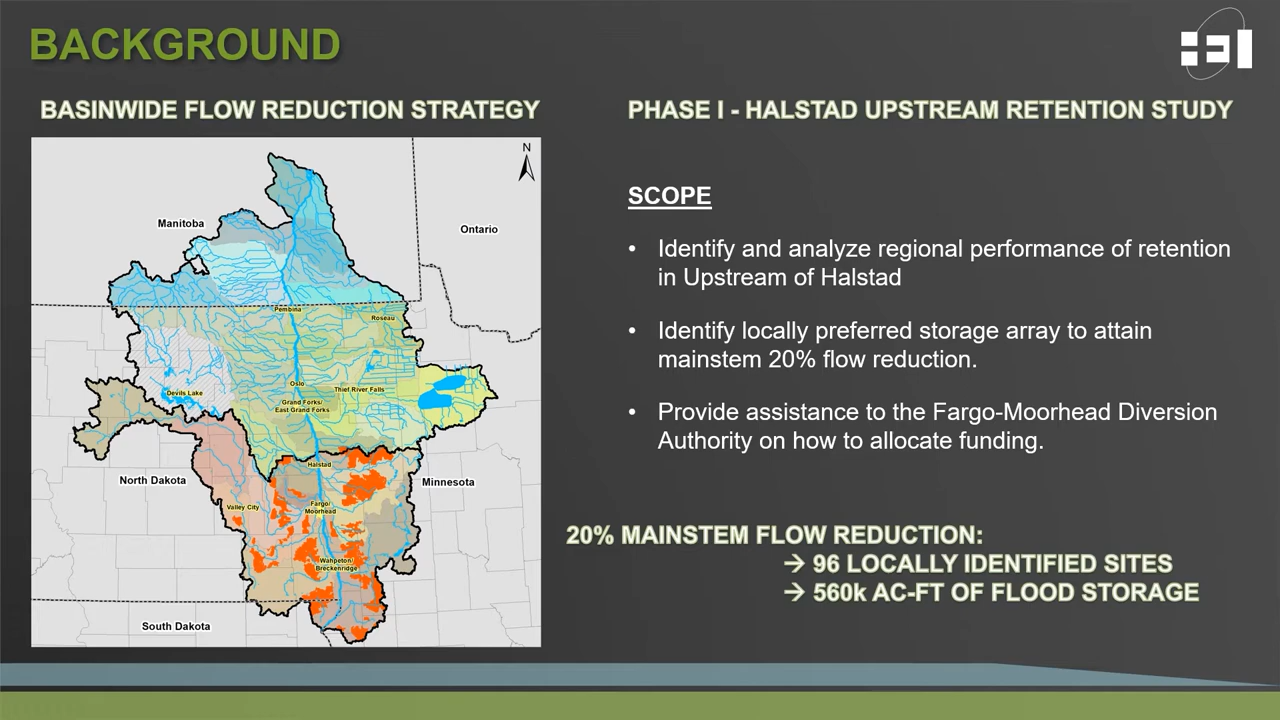 BACKGROUND
BASINWIDE FLOW REDUCTION STRATEGY
N
Manitoba
Ontario
Pembina
Roseau
Oslo
Devils Lake
Thief River Falls
Grand Forks/
East Grand Forks
Halstad
North Dakota
Minnesota
Valley City
Fargo/
Moorhead
Wahpeton/
Breckenridge
South Dakota
PHASE I - HALSTAD UPSTREAM RETENTION STUDY
SCOPE
• Identify and analyze regional performance of retention
in Upstream of Halstad
• Identify locally preferred storage array to attain
mainstem 20% flow reduction.
• Provide assistance to the Fargo-Moorhead Diversion
Authority on how to allocate funding.
20% MAINSTEM FLOW REDUCTION:
→ 96 LOCALLY IDENTIFIED SITES
→ 560k AC-FT OF FLOOD STORAGE